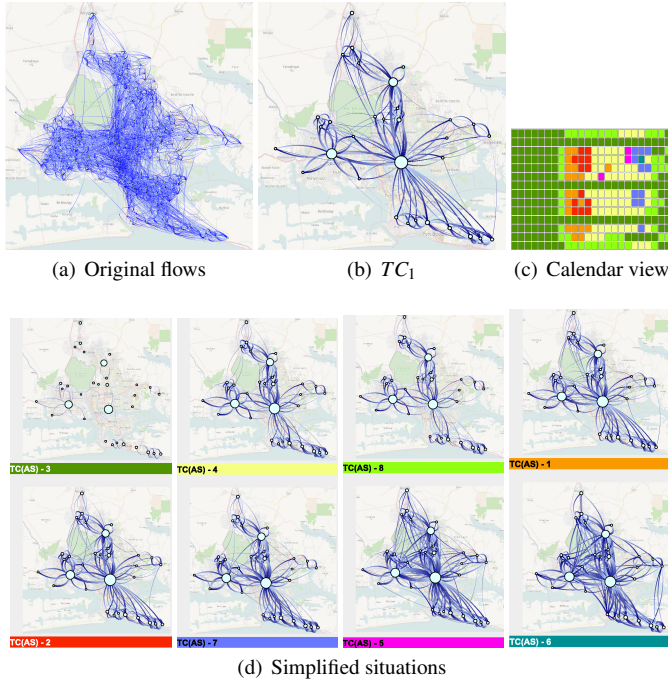 (a) Original flows
(b) TC1
(c) Calendar view
TC(AS) - 3
TC(AS) - 4
TC(AS) - 8
TC(AS) - 1
TC(AS) - 2
TC(AS) - 7
TC(AS) - 5
TC(AS) - 6
(d) Simplified situations